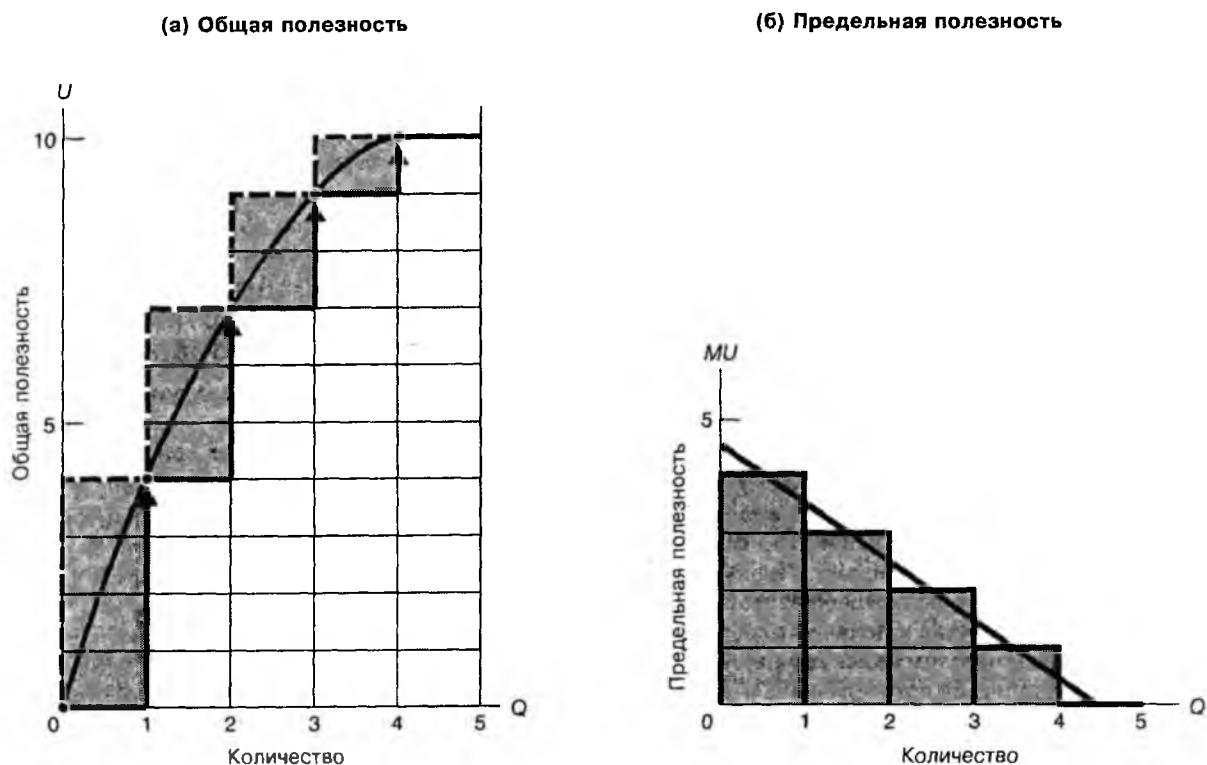 (а) Общая полезность
U
10
5
Общая полезность
0
1
2
3
4
5
Q
Количество
(б) Предельная полезность
MU
5
Предельная полезность
0
1
2
3
4
5
Q
Количество